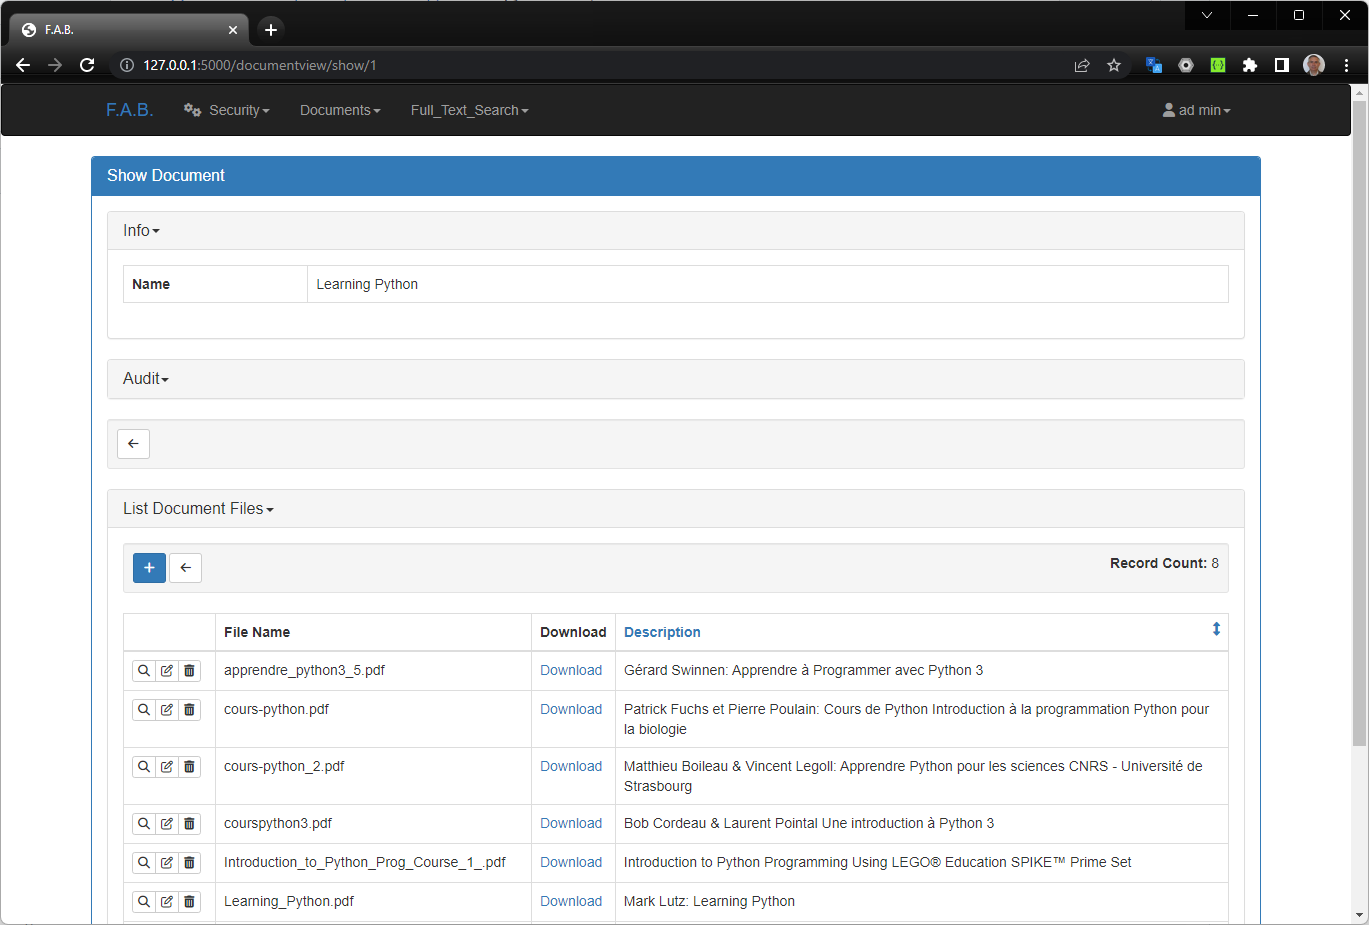 F.A.B.
127.0.0.1:5000/documentview/show/1
F.A.B. Security Documents Full_Text_Search ad min
Show Document
Info
Name Learning Python
Audit
List Document Files
Record Count: 8
File Name Download Description
apprendre_python3_5.pdf Download Gérard Swinnen: Apprendre à Programmer avec Python 3
cours-python.pdf Download Patrick Fuchs et Pierre Poulain: Cours de Python Introduction à la programmation Python pour
la biologie
cours-python_2.pdf Download Matthieu Boileau & Vincent Legoll: Apprendre Python pour les sciences CNRS - Université de
Strasbourg
courspython3.pdf Download Bob Cordeau & Laurent Pointal Une introduction à Python 3
Introduction_to_Python_Prog_Course_1_.pdf Download Introduction to Python Programming Using LEGO® Education SPIKE™ Prime Set
Learning_Python.pdf Download Mark Lutz: Learning Python